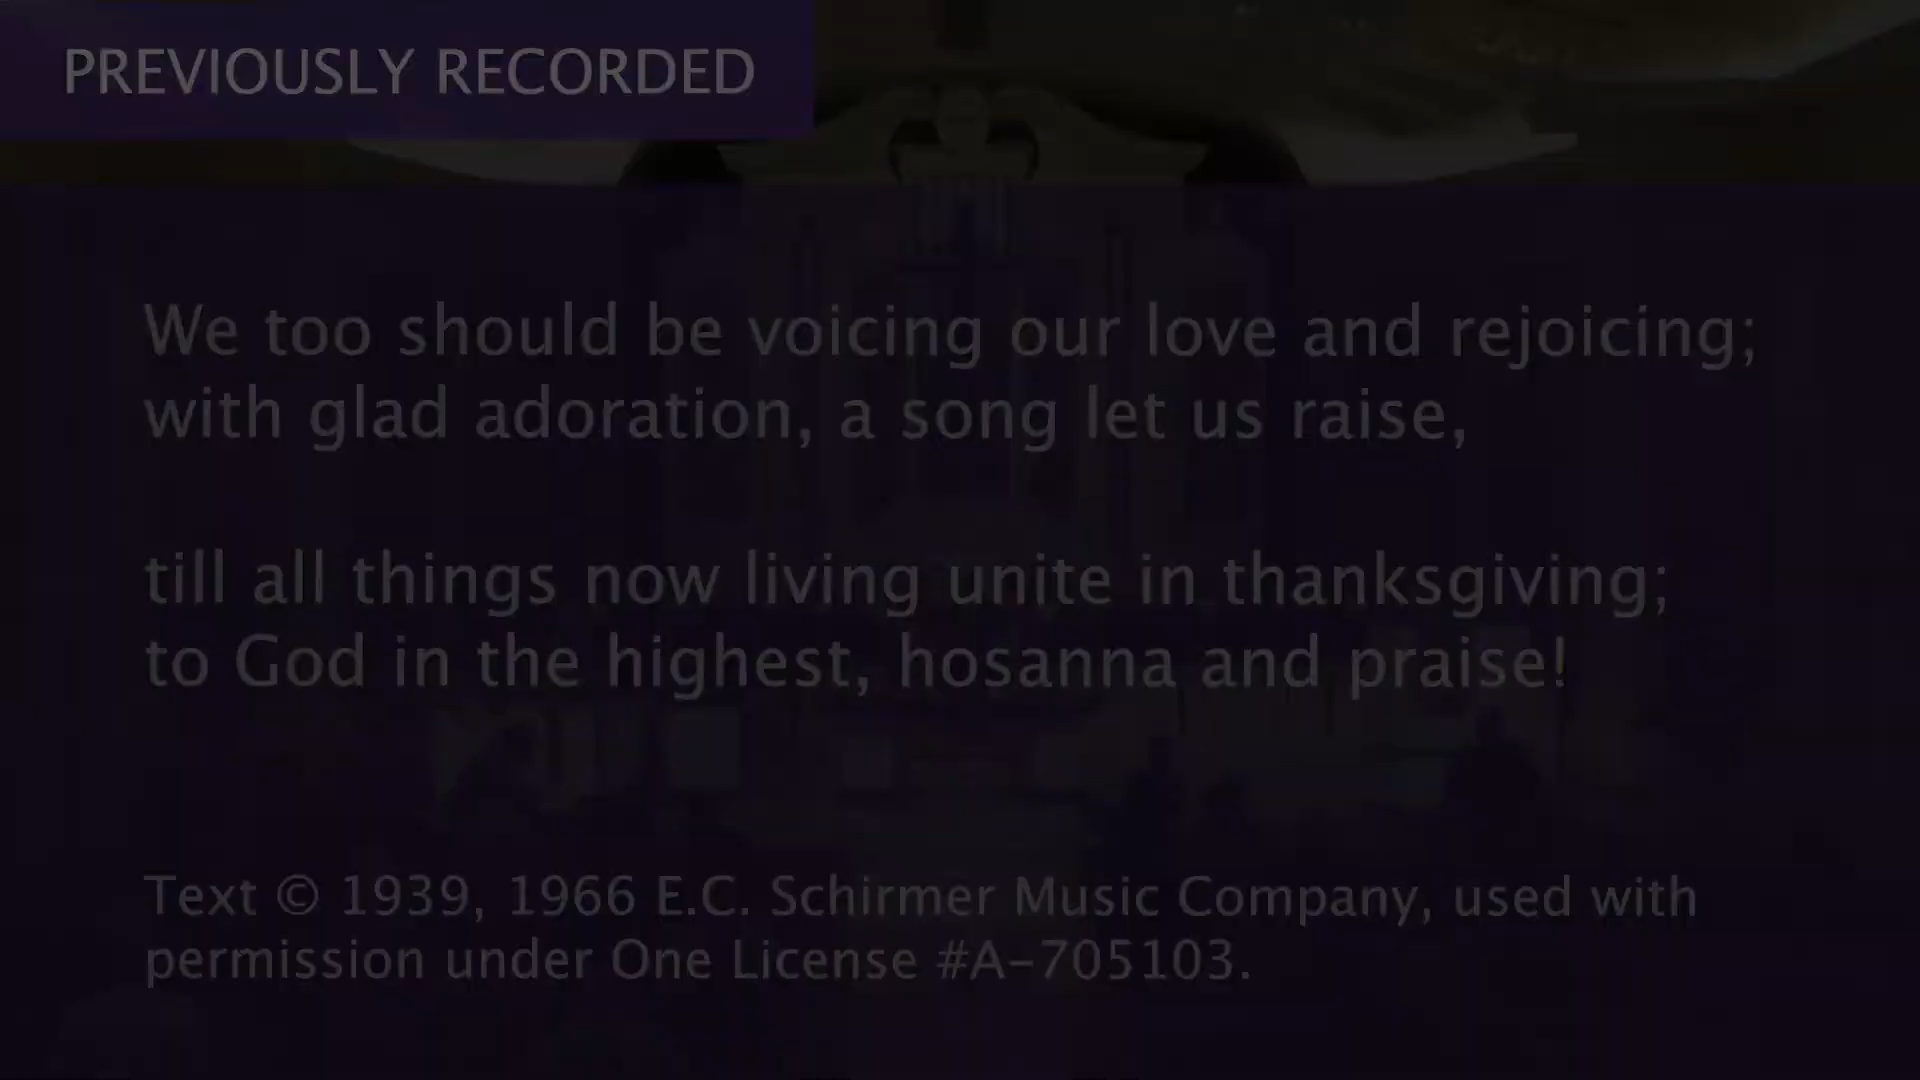 PREVIOUSLY RECORDED
We too should be voicing our love and rejoicing;
with glad adoration, a song let us raise,
till all things now living unite in thanksgiving;
to God in the highest, hosanna and praise!
Text © 1939, 1966 E.C. Schirmer Music Company, used with
permission under One License #A-705103.